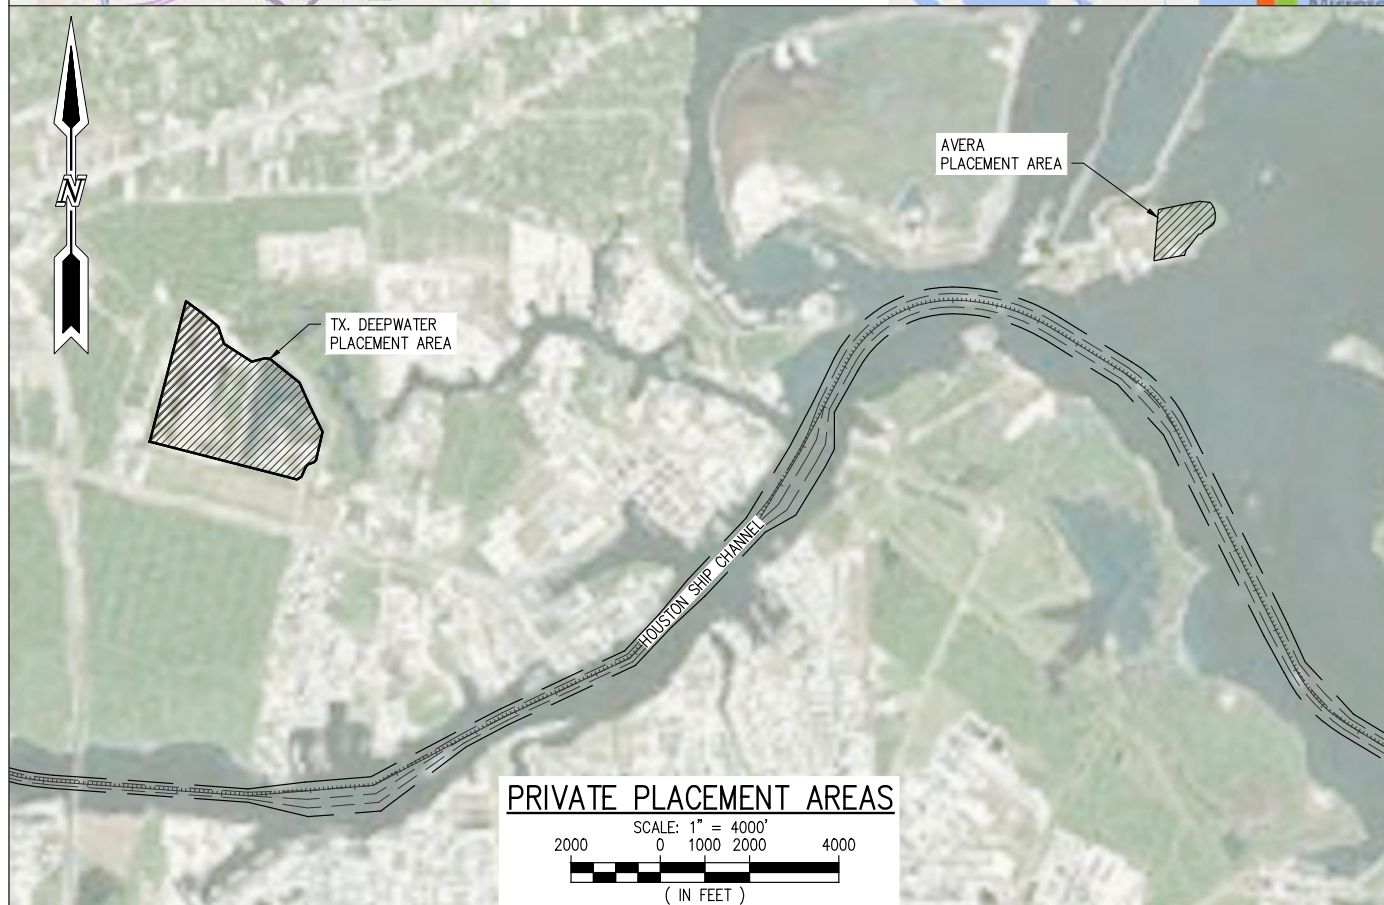 AVERA
PLACEMENT AREA
N
TX. DEEPWATER
PLACEMENT AREA
HOUSTON SHIP CHANNEL
PRIVATE PLACEMENT AREAS
SCALE: 1" = 4000'
2000 0 1000 2000 4000
( IN FEET )